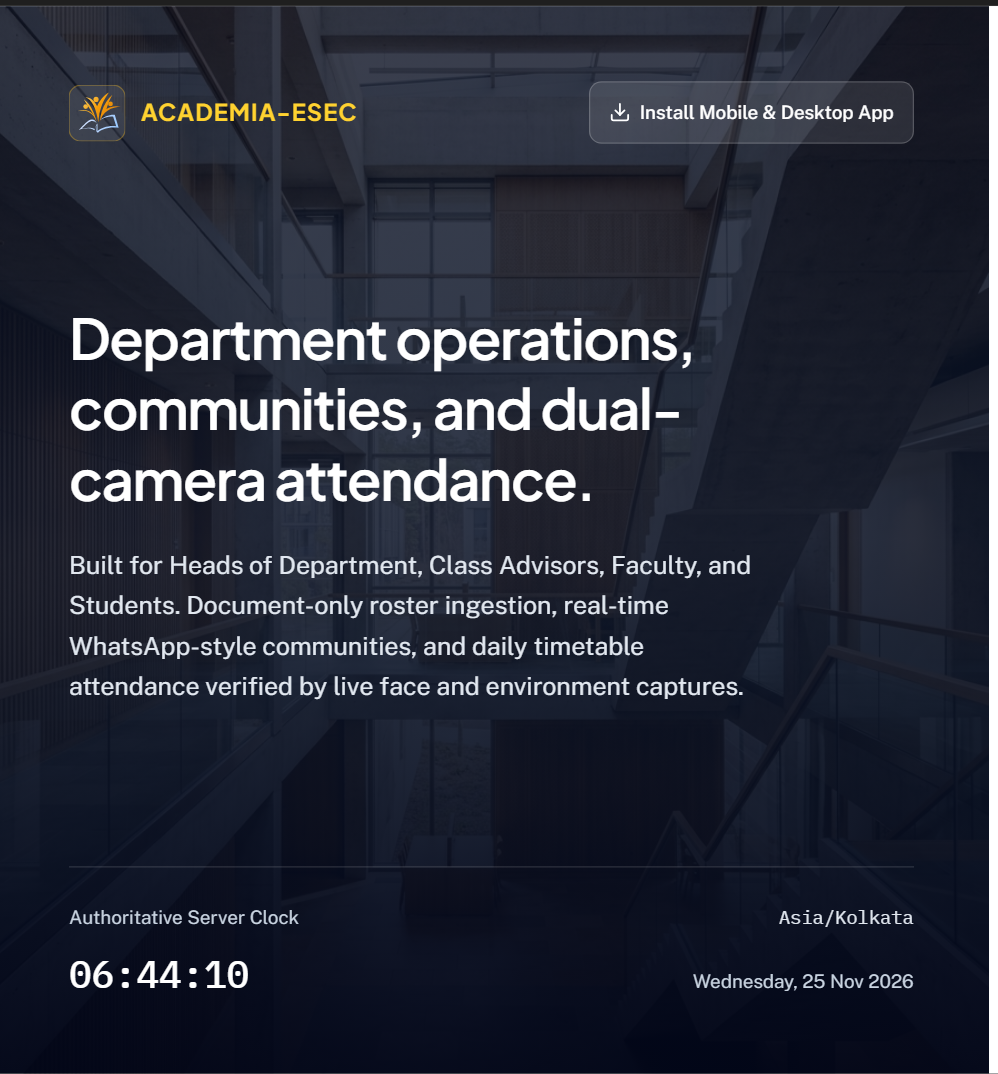 ACADEMIA-ESEC
Install Mobile & Desktop App
Department operations,
communities, and dual-
camera attendance.
Built for Heads of Department, Class Advisors, Faculty, and
Students. Document-only roster ingestion, real-time
WhatsApp-style communities, and daily timetable
attendance verified by live face and environment captures.
Authoritative Server Clock
Asia/Kolkata
06:44:10
Wednesday, 25 Nov 2026